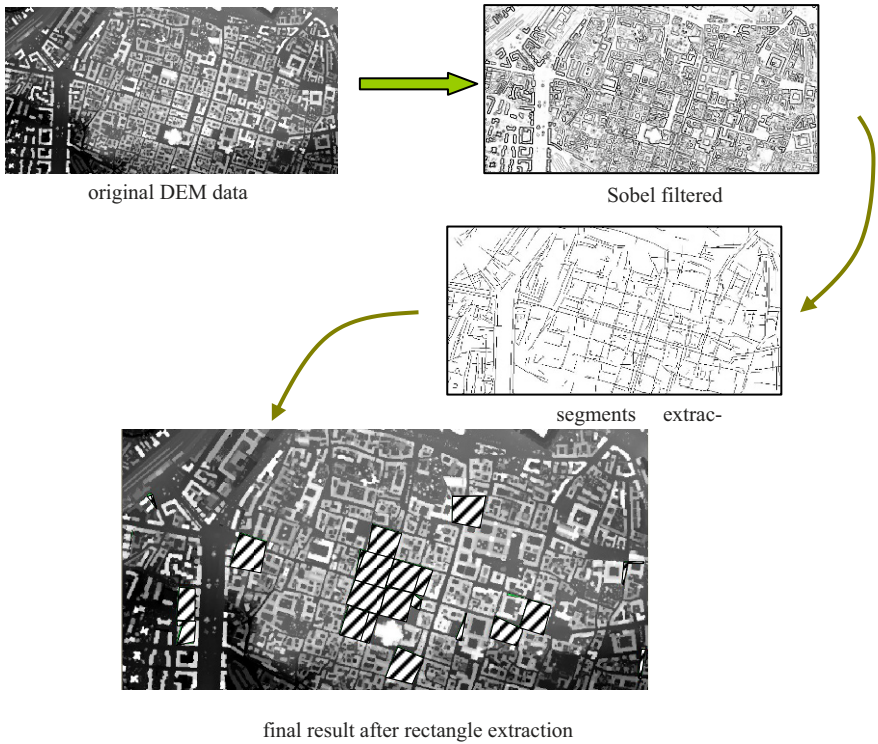 original DEM data
Sobel filtered
segments extrac-
final result after rectangle extraction